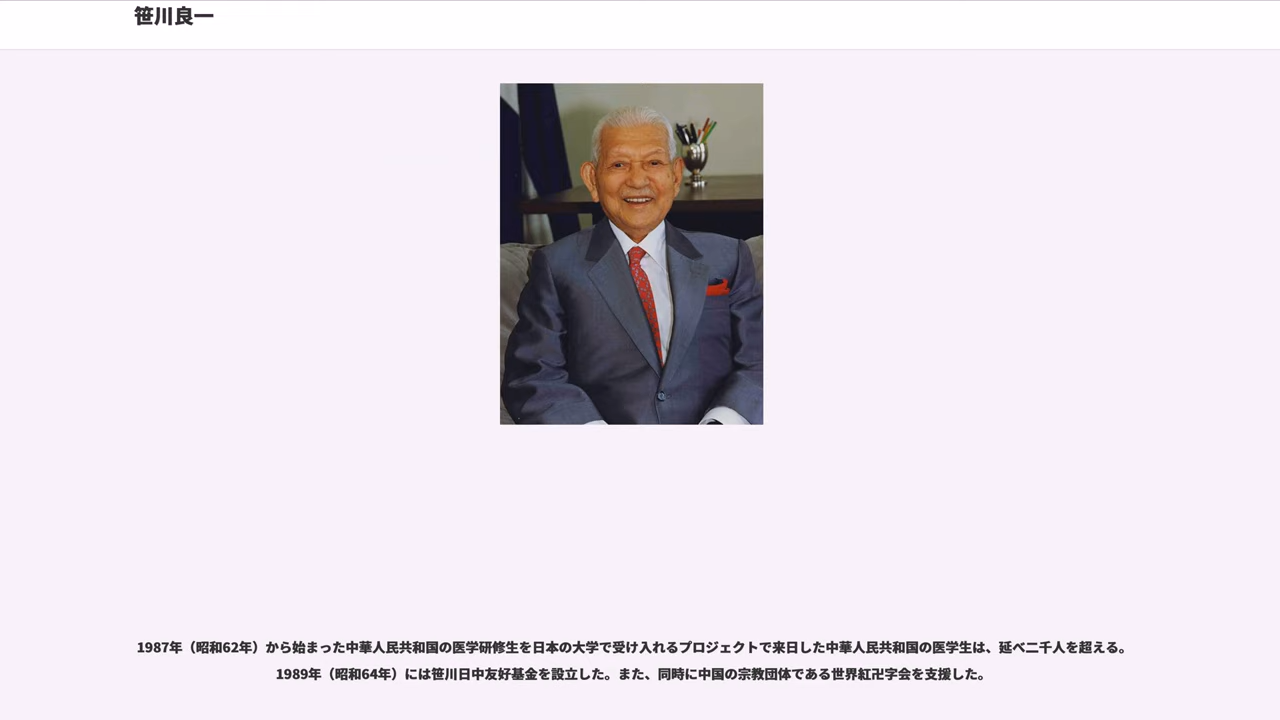 笹川良一
1987年（昭和62年）から始まった中華人民共和国の医学研修生を日本の大学で受け入れるプロジェクトで来日した中華人民共和国の医学生は、延べ二千人を超える。
1989年（昭和64年）には笹川日中友好基金を設立した。また、同時に中国の宗教団体である世界紅卍字会を支援した。